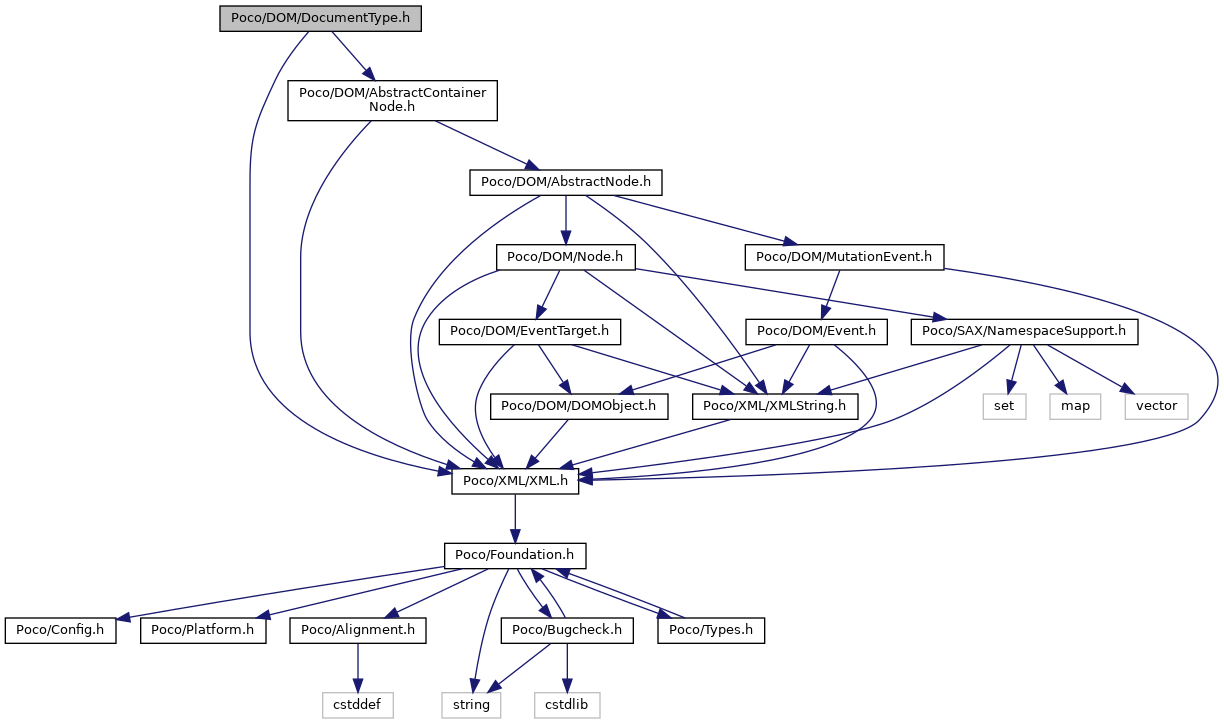 Poco/DOM/DocumentType.h
Poco/DOM/AbstractContainer
Node.h
Poco/DOM/AbstractNode.h
Poco/DOM/Node.h
Poco/DOM/MutationEvent.h
Poco/DOM/EventTarget.h
Poco/DOM/Event.h
Poco/SAX/NamespaceSupport.h
Poco/DOM/DOMObject.h
Poco/XML/XMLString.h
set
map
vector
Poco/XML/XML.h
Poco/Foundation.h
Poco/Config.h
Poco/Platform.h
Poco/Alignment.h
Poco/Bugcheck.h
Poco/Types.h
cstddef
string
cstdlib